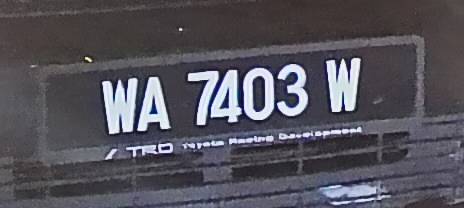 WA 7403 W
TRD Toyota Racing Development